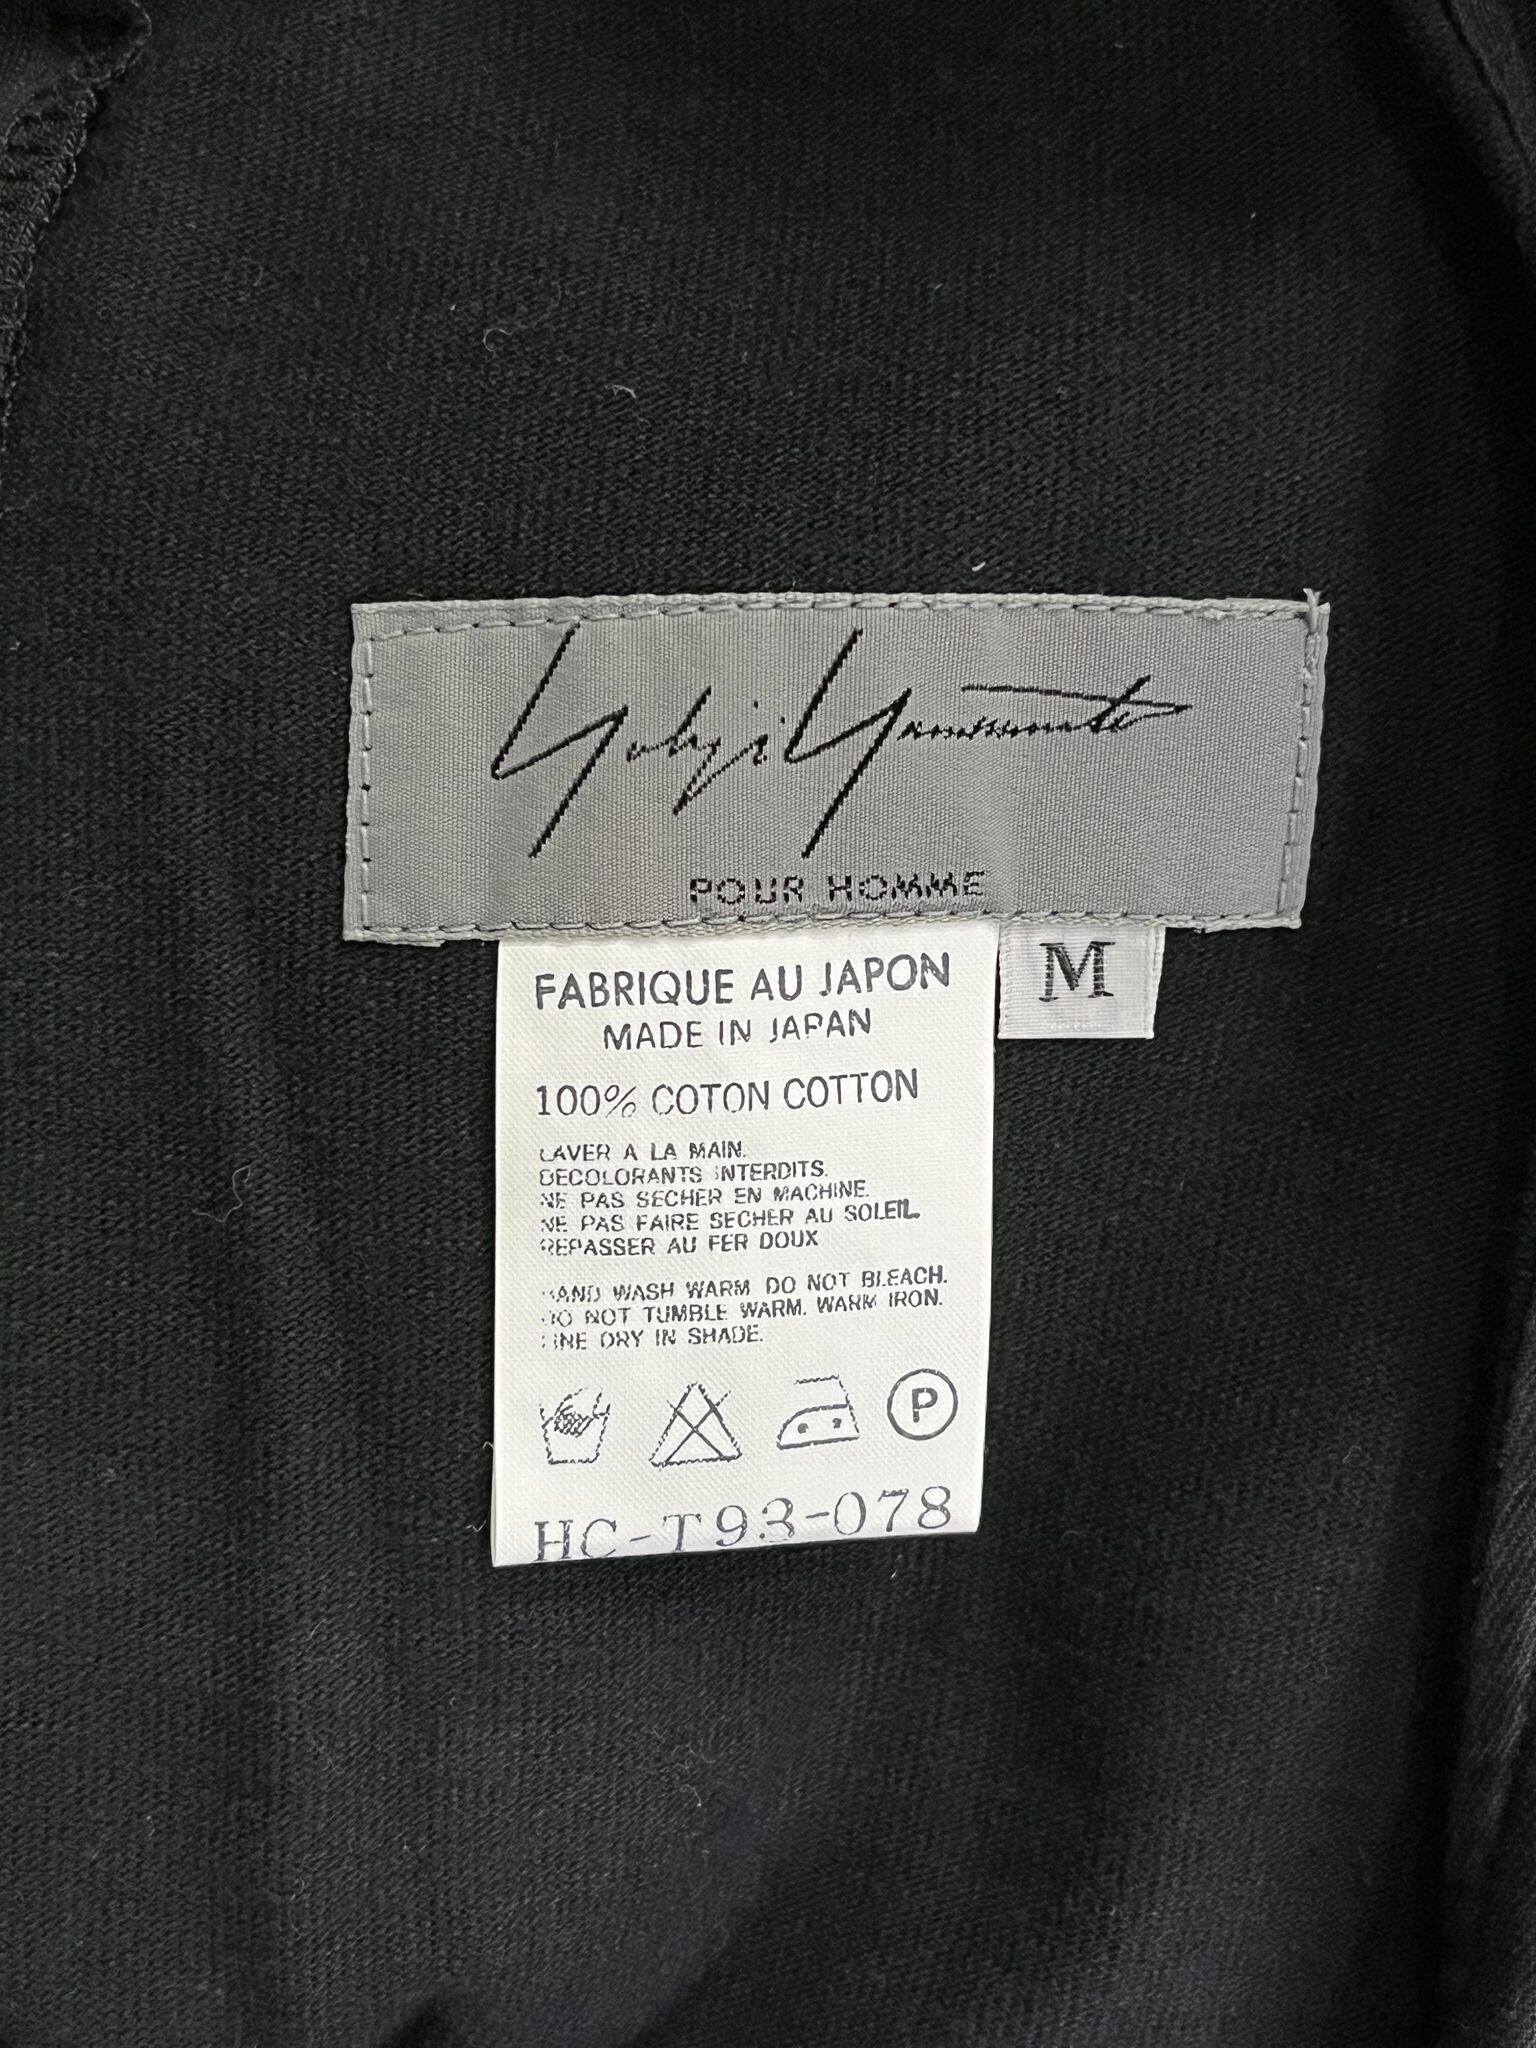 Yohji Yamamoto
POUR HOMME
M
FABRIQUE AU JAPON
MADE IN JAPAN
100% COTON COTTON
LAVER A LA MAIN.
DECOLORANTS INTERDITS.
NE PAS SECHER EN MACHINE.
NE PAS FAIRE SECHER AU SOLEIL.
REPASSER AU FER DOUX
HAND WASH WARM DO NOT BLEACH.
DO NOT TUMBLE WARM. WARM IRON.
LINE DRY IN SHADE.
P
HC-T93-078